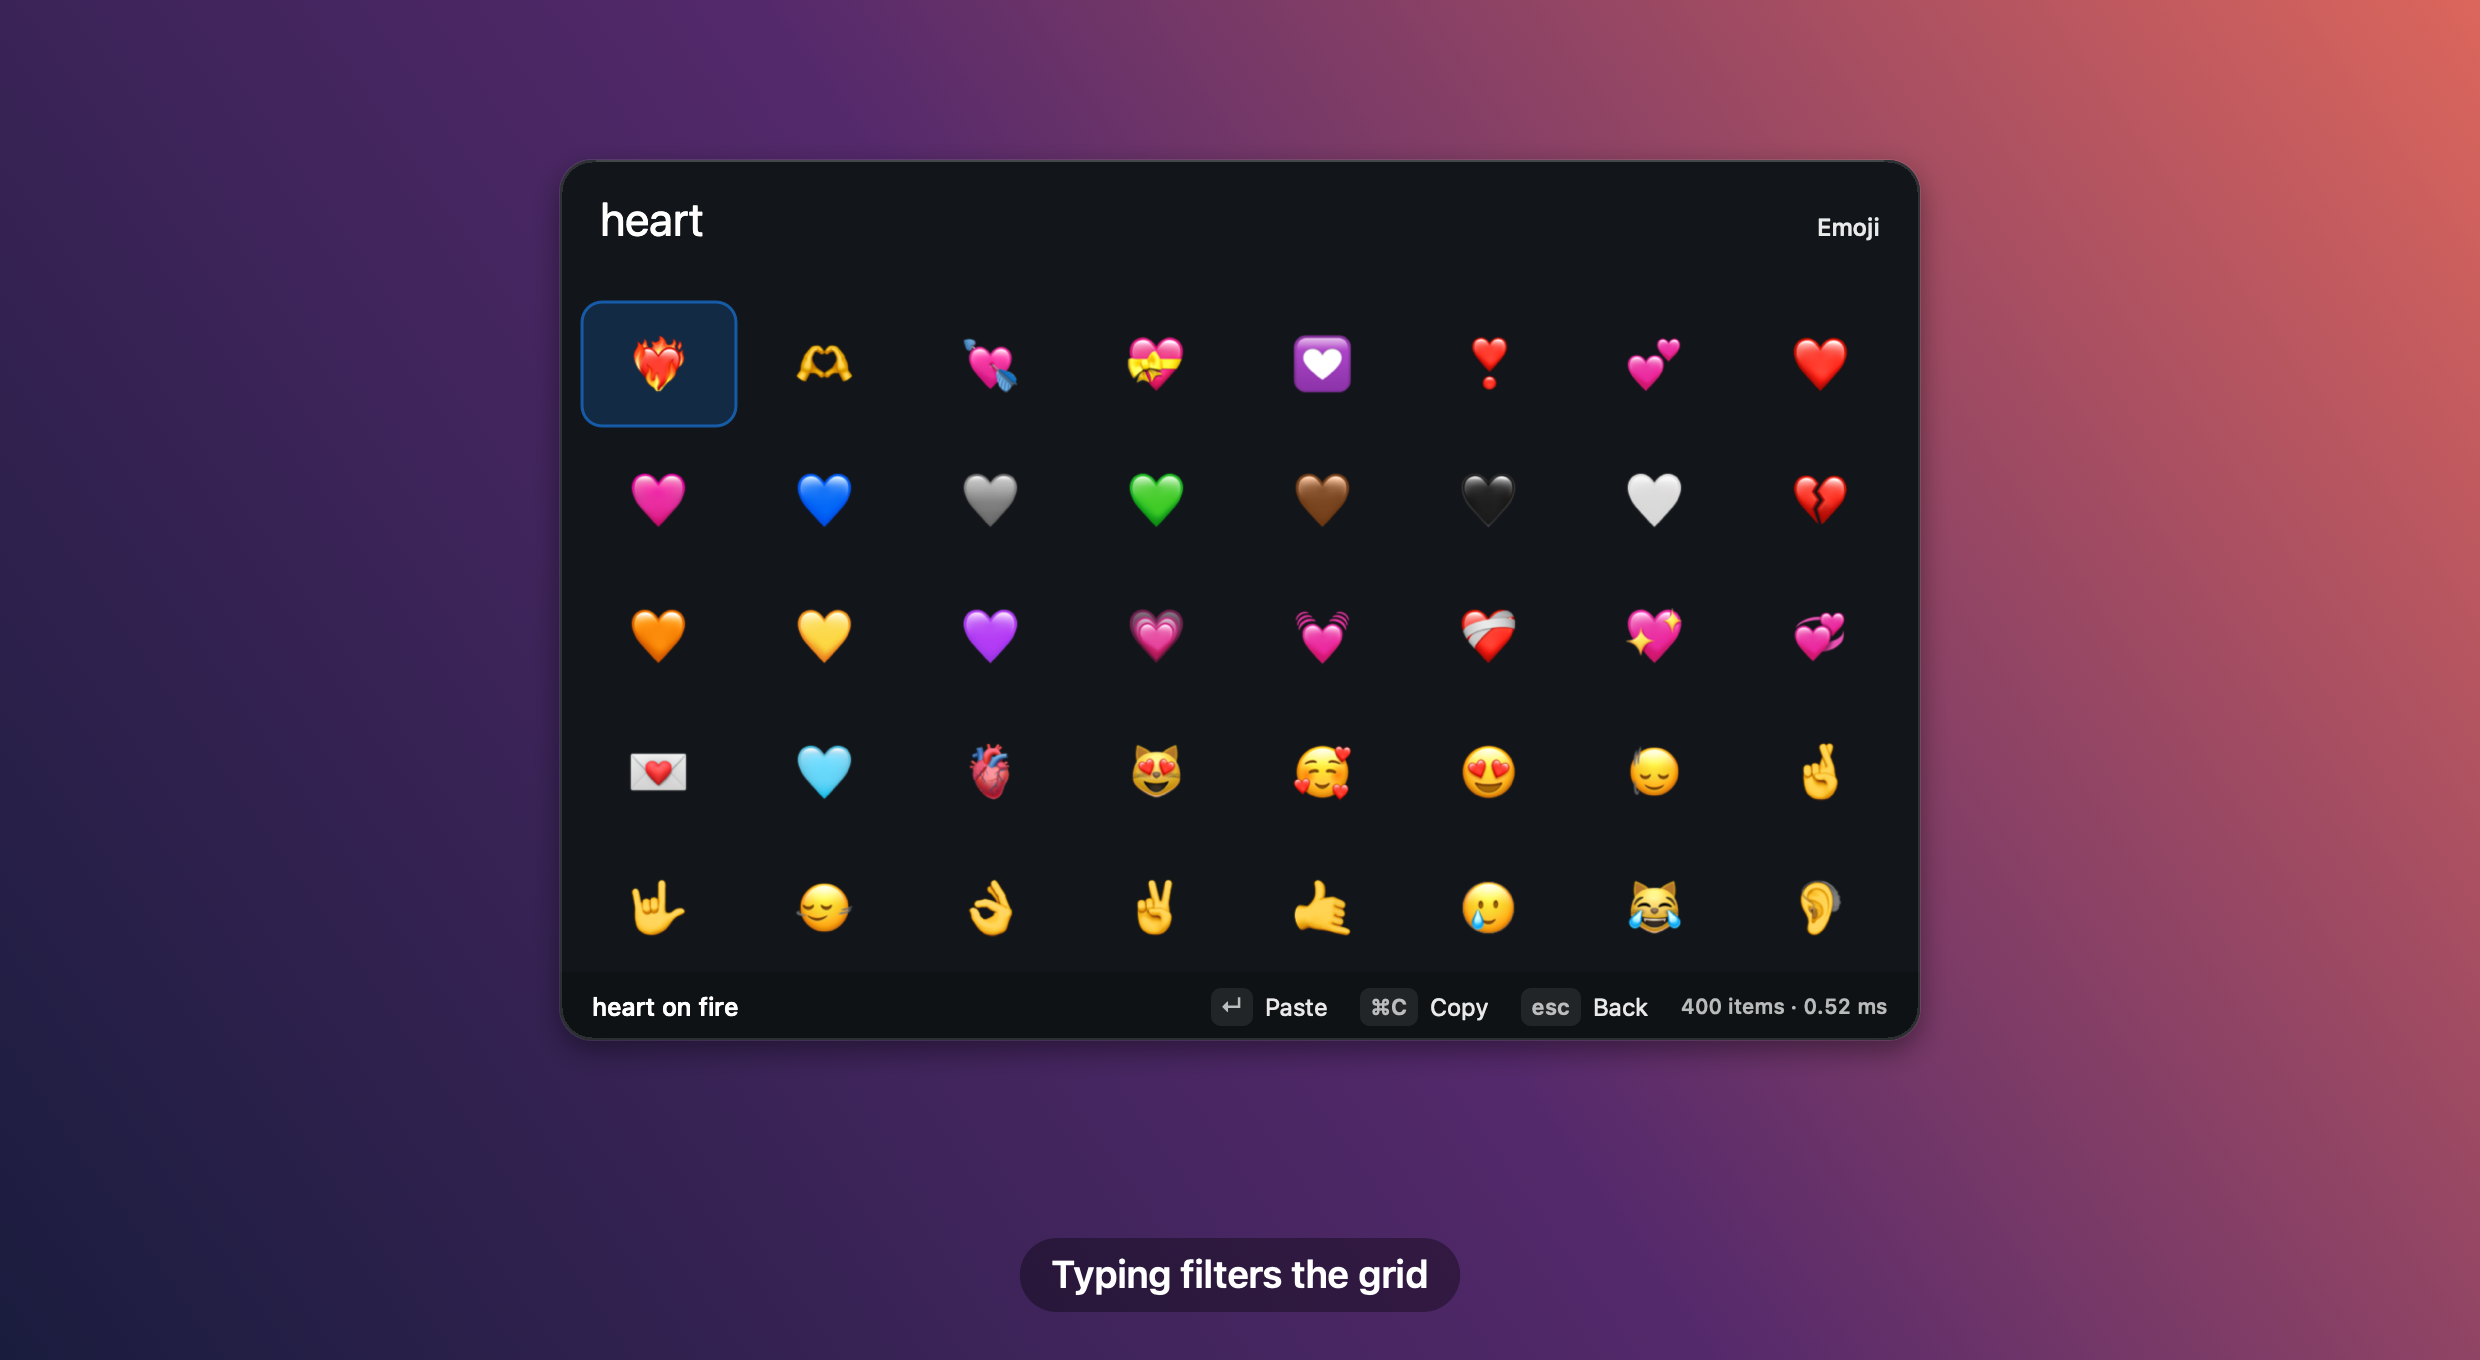 heart
Emoji
heart on fire
↵ Paste ⌘C Copy esc Back 400 items · 0.52 ms
Typing filters the grid